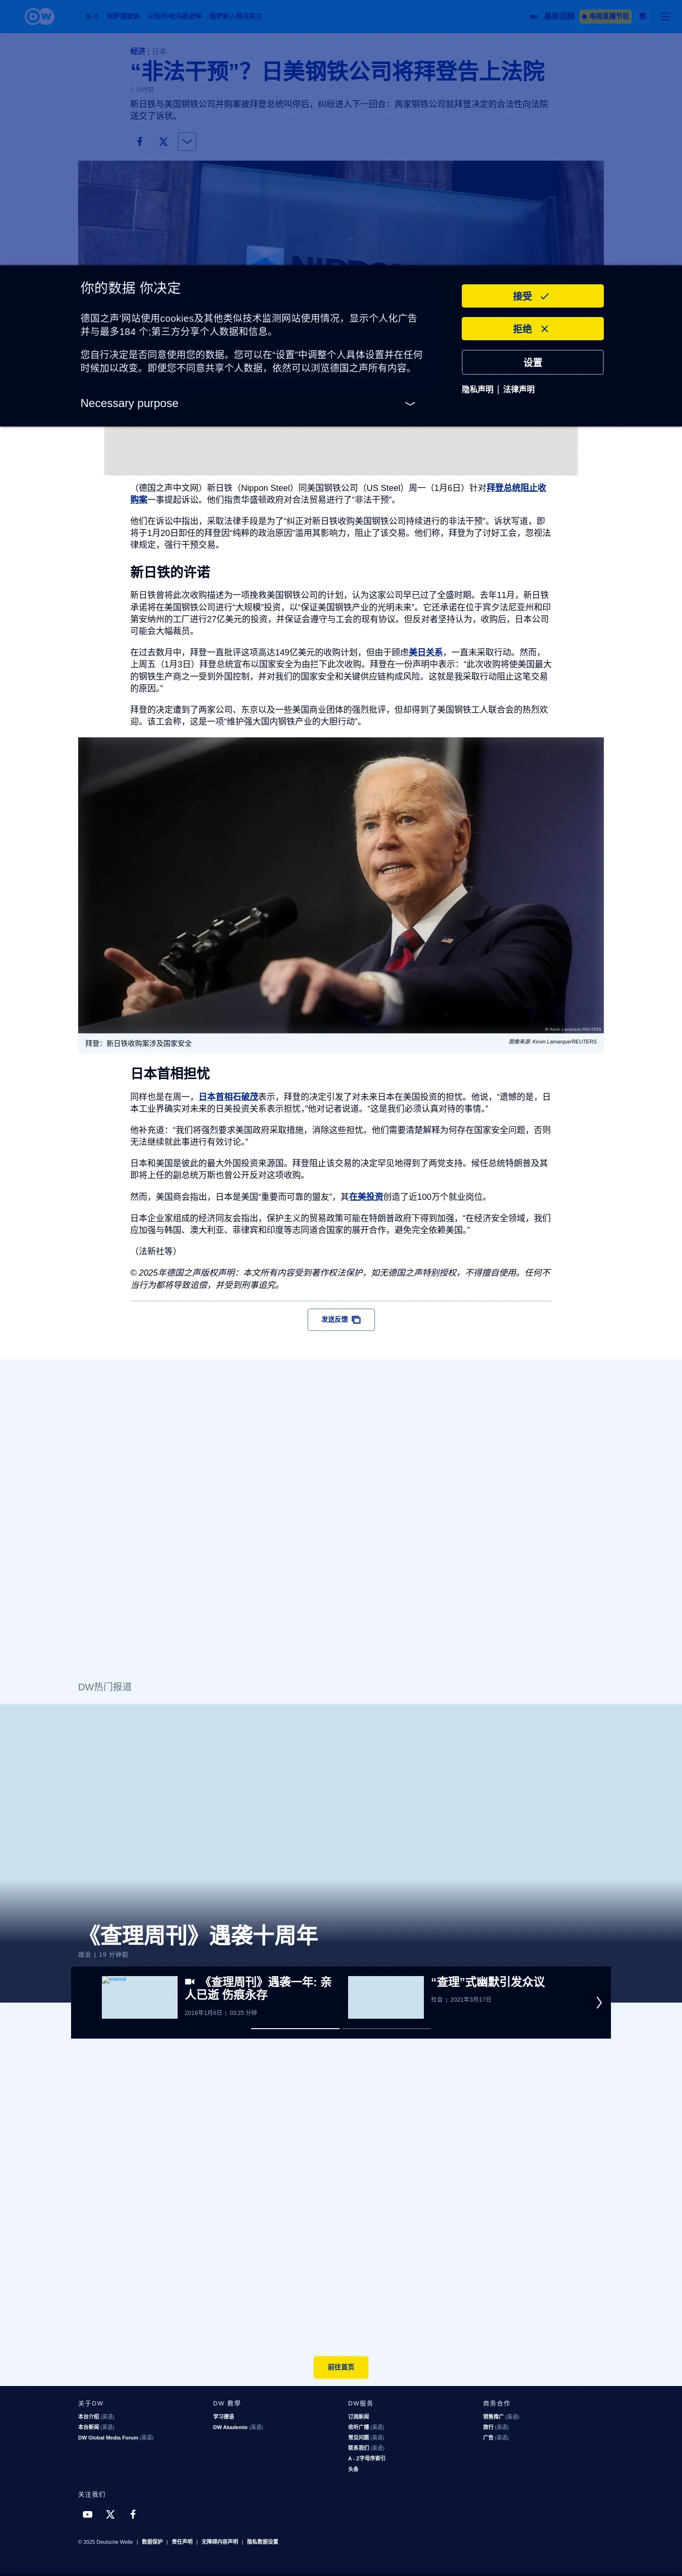 DW
焦点 阿萨德家族 以色列-哈马斯战争 俄罗斯入侵乌克兰
最新视频 电视直播节目 繁
经济 | 日本
“非法干预”？日美钢铁公司将拜登告上法院
2 小时前
新日铁与美国钢铁公司并购案被拜登总统叫停后，纠纷进入下一回合：两家钢铁公司就拜登决定的合法性向法院
送交了诉状。
NIPPON
你的数据 你决定
德国之声'网站使用cookies及其他类似技术监测网站使用情况，显示个人化广告
并与最多184 个;第三方分享个人数据和信息。
您自行决定是否同意使用您的数据。您可以在“设置”中调整个人具体设置并在任何
时候加以改变。即便您不同意共享个人数据，依然可以浏览德国之声所有内容。
Necessary purpose
接受
拒绝
设置
隐私声明 | 法律声明
（德国之声中文网）新日铁（Nippon Steel）同美国钢铁公司（US Steel）周一（1月6日）针对拜登总统阻止收
购案一事提起诉讼。他们指责华盛顿政府对合法贸易进行了“非法干预”。
他们在诉讼中指出，采取法律手段是为了“纠正对新日铁收购美国钢铁公司持续进行的非法干预”。诉状写道，即
将于1月20日卸任的拜登因“纯粹的政治原因”滥用其影响力，阻止了该交易。他们称，拜登为了讨好工会，忽视法
律规定，强行干预交易。
新日铁的许诺
新日铁曾将此次收购描述为一项挽救美国钢铁公司的计划，认为这家公司早已过了全盛时期。去年11月，新日铁
承诺将在美国钢铁公司进行“大规模”投资，以“保证美国钢铁产业的光明未来”。它还承诺在位于宾夕法尼亚州和印
第安纳州的工厂进行27亿美元的投资，并保证会遵守与工会的现有协议。但反对者坚持认为，收购后，日本公司
可能会大幅裁员。
在过去数月中，拜登一直批评这项高达149亿美元的收购计划，但由于顾虑美日关系，一直未采取行动。然而，
上周五（1月3日）拜登总统宣布以国家安全为由拦下此次收购。拜登在一份声明中表示：“此次收购将使美国最大
的钢铁生产商之一受到外国控制，并对我们的国家安全和关键供应链构成风险。这就是我采取行动阻止这笔交易
的原因。”
拜登的决定遭到了两家公司、东京以及一些美国商业团体的强烈批评，但却得到了美国钢铁工人联合会的热烈欢
迎。该工会称，这是一项“维护强大国内钢铁产业的大胆行动”。
© Kevin Lamarque/REUTERS
拜登：新日铁收购案涉及国家安全
图像来源: Kevin Lamarque/REUTERS
日本首相担忧
同样也是在周一，日本首相石破茂表示，拜登的决定引发了对未来日本在美国投资的担忧。他说，“遗憾的是，日
本工业界确实对未来的日美投资关系表示担忧，”他对记者说道。“这是我们必须认真对待的事情。”
他补充道：“我们将强烈要求美国政府采取措施，消除这些担忧。他们需要清楚解释为何存在国家安全问题，否则
无法继续就此事进行有效讨论。”
日本和美国是彼此的最大外国投资来源国。拜登阻止该交易的决定罕见地得到了两党支持。候任总统特朗普及其
即将上任的副总统万斯也曾公开反对这项收购。
然而，美国商会指出，日本是美国“重要而可靠的盟友”，其在美投资创造了近100万个就业岗位。
日本企业家组成的经济同友会指出，保护主义的贸易政策可能在特朗普政府下得到加强，“在经济安全领域，我们
应加强与韩国、澳大利亚、菲律宾和印度等志同道合国家的展开合作，避免完全依赖美国。”
（法新社等）
© 2025年德国之声版权声明：本文所有内容受到著作权法保护，如无德国之声特别授权，不得擅自使用。任何不
当行为都将导致追偿，并受到刑事追究。
发送反馈
DW热门报道
《查理周刊》遇袭十周年
政治 | 19 分钟前
external
《查理周刊》遇袭一年: 亲
人已逝 伤痕永存
2016年1月6日 | 03:25 分钟
“查理”式幽默引发众议
社会 | 2021年3月17日
前往首页
关于DW
本台介绍 (英语)
本台新闻 (英语)
DW Global Media Forum (英语)
DW 教學
学习德语
DW Akademie (英语)
DW服务
订阅新闻
收听广播 (英语)
常见问题 (英语)
联系我们 (英语)
A - Z字母序索引
头条
商务合作
销售推广 (英语)
旅行 (英语)
广告 (英语)
关注我们
© 2025 Deutsche Welle | 数据保护 | 责任声明 | 无障碍内容声明 | 隐私数据设置